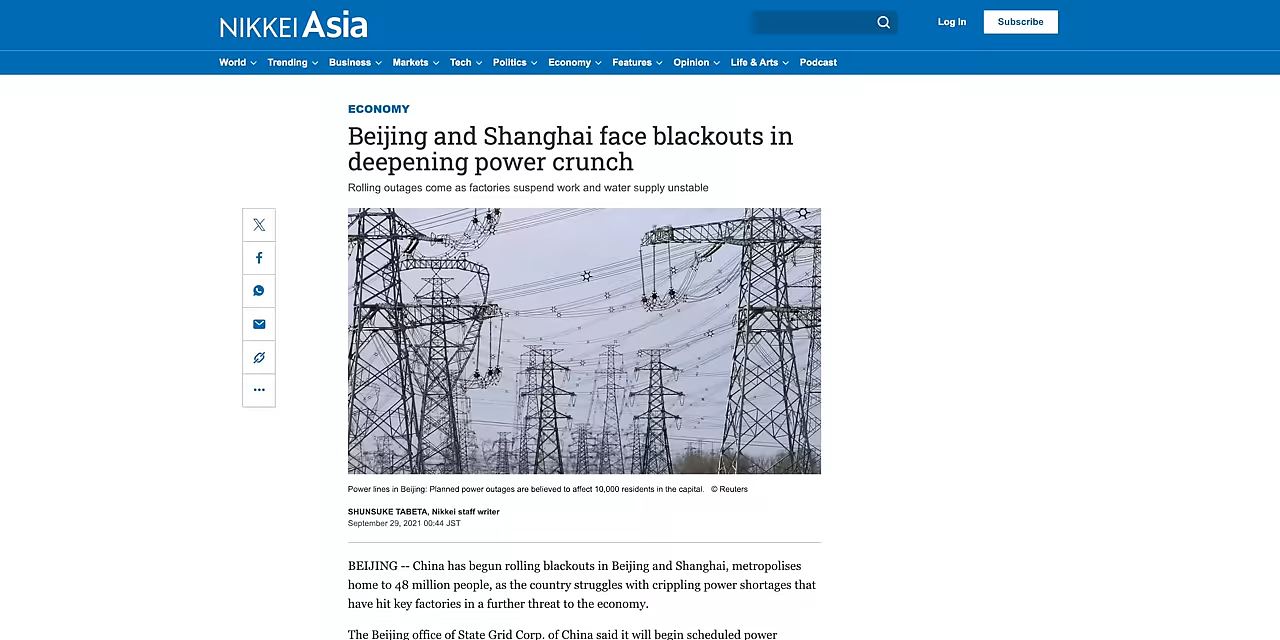 NIKKEI Asia
Log In
Subscribe
World Trending Business Markets Tech Politics Economy Features Opinion Life & Arts Podcast
ECONOMY
Beijing and Shanghai face blackouts in
deepening power crunch
Rolling outages come as factories suspend work and water supply unstable
Power lines in Beijing: Planned power outages are believed to affect 10,000 residents in the capital. © Reuters
SHUNSUKE TABETA, Nikkei staff writer
September 29, 2021 00:44 JST
BEIJING -- China has begun rolling blackouts in Beijing and Shanghai, metropolises
home to 48 million people, as the country struggles with crippling power shortages that
have hit key factories in a further threat to the economy.
The Beijing office of State Grid Corp. of China said it will begin scheduled power